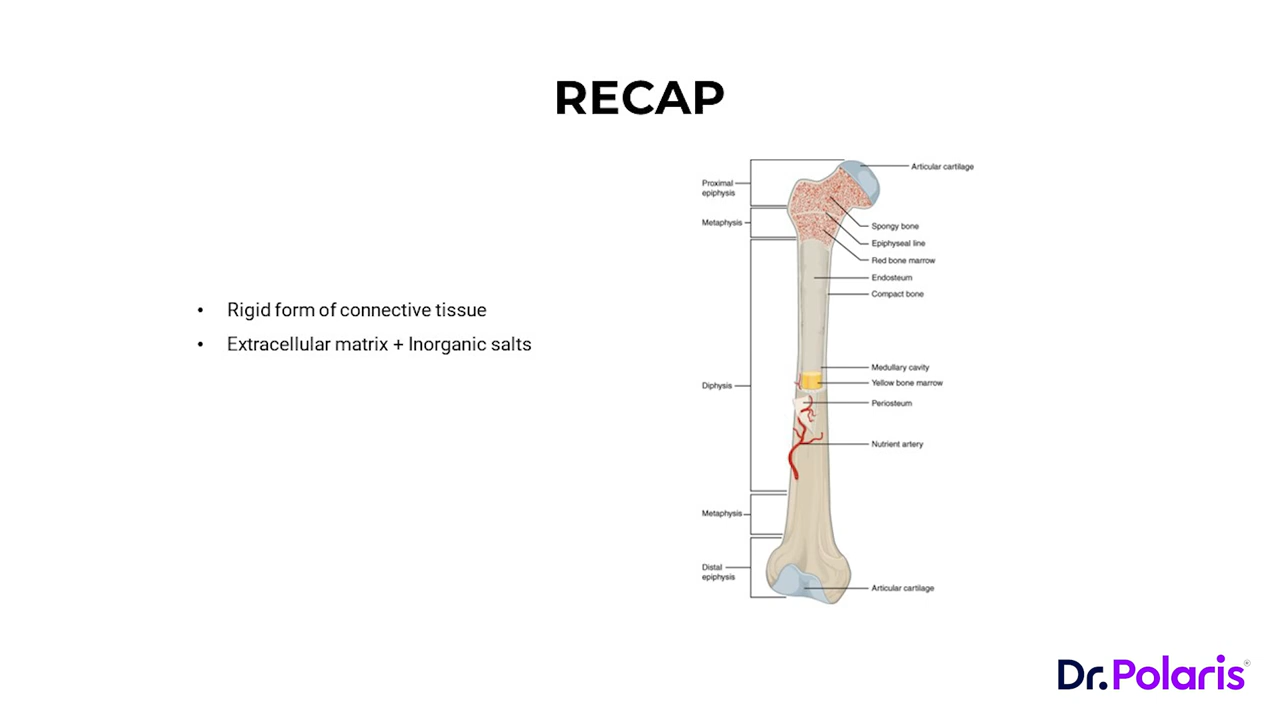 RECAP
• Rigid form of connective tissue
• Extracellular matrix + Inorganic salts
Proximal
epiphysis
Metaphysis
Diphysis
Metaphysis
Distal
epiphysis
Articular cartilage
Spongy bone
Epiphyseal line
Red bone marrow
Endosteum
Compact bone
Medullary cavity
Yellow bone marrow
Periosteum
Nutrient artery
Articular cartilage
Dr.Polaris®